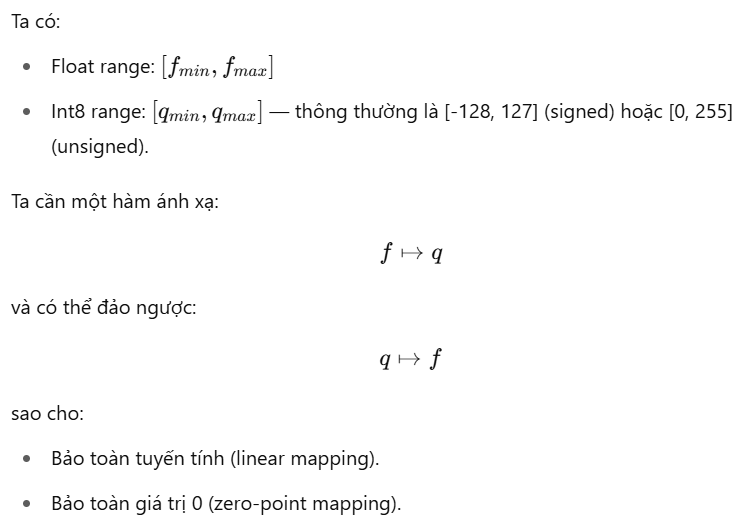 Ta có:
• Float range: $[f_{min}, f_{max}]$
• Int8 range: $[q_{min}, q_{max}]$ — thông thường là [-128, 127] (signed) hoặc [0, 255]
(unsigned).
Ta cần một hàm ánh xạ:
$f \mapsto q$
và có thể đảo ngược:
$q \mapsto f$
sao cho:
• Bảo toàn tuyến tính (linear mapping).
• Bảo toàn giá trị 0 (zero-point mapping).